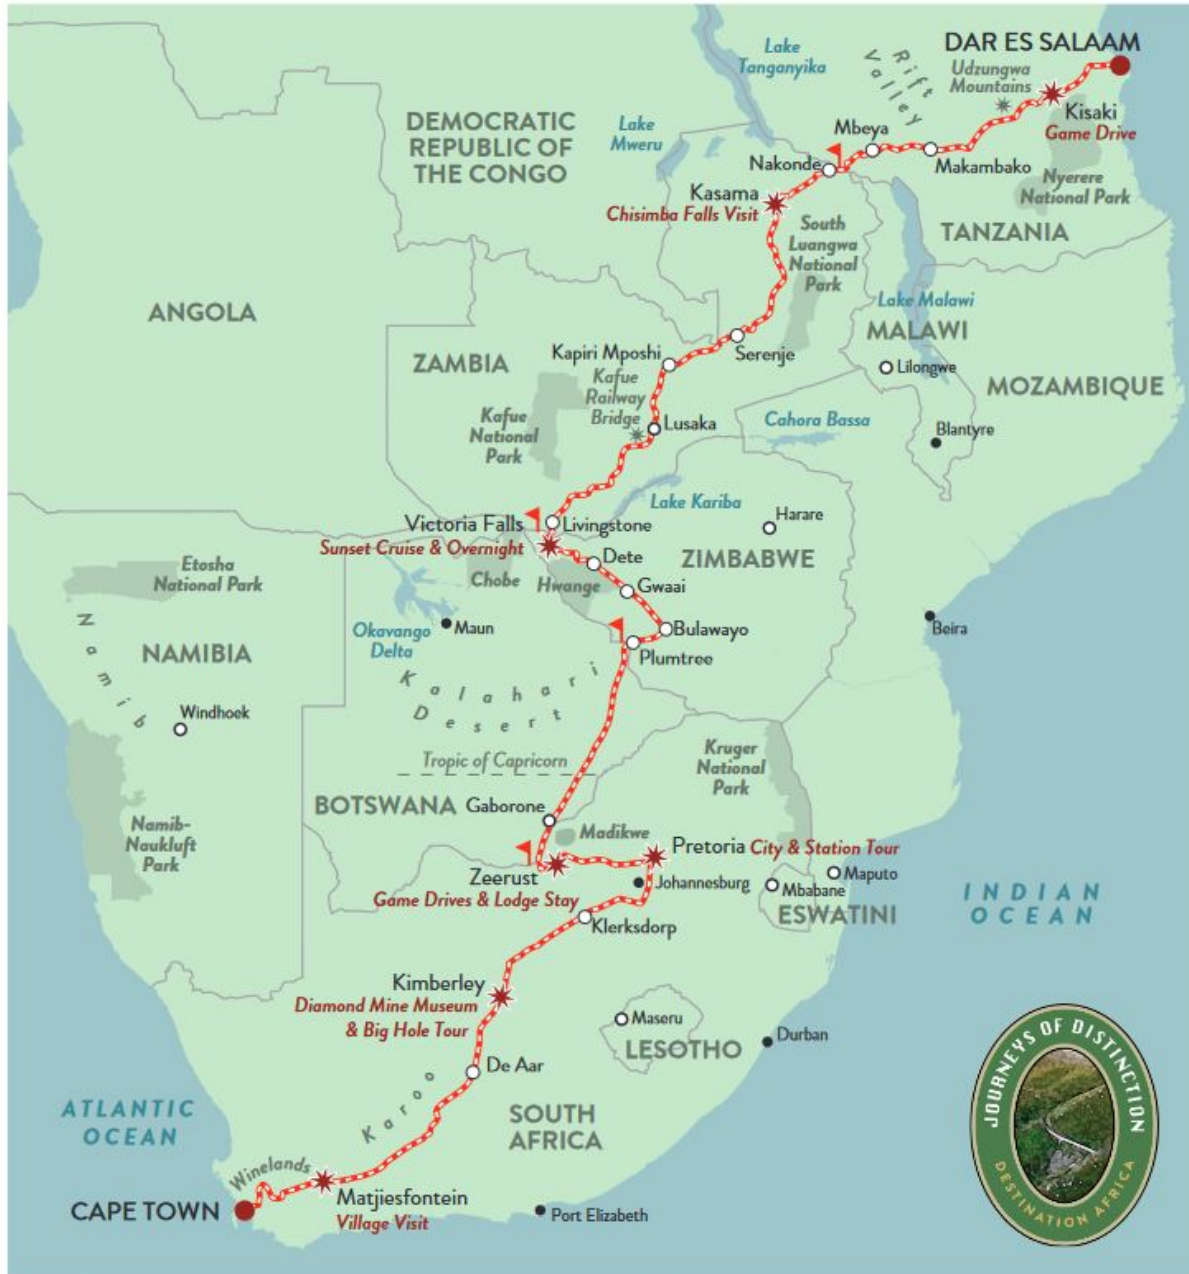 DAR ES SALAAM
Lake
Tanganyika
Rift
Valley
Udzungwa
Mountains
Kisaki
Game Drive
DEMOCRATIC
REPUBLIC OF
THE CONGO
Lake
Mweru
Mbeya
Nakonde
Makambako
Nyerere
National Park
Kasama
Chisimba Falls Visit
South
Luangwa
National
Park
TANZANIA
ANGOLA
Lake Malawi
MALAWI
ZAMBIA
Kapiri Mposhi
Serenje
Lilongwe
MOZAMBIQUE
Kafue
Railway
Bridge
Kafue
National
Park
Lusaka
Cahora Bassa
Blantyre
Lake Kariba
Harare
Victoria Falls
Livingstone
Sunset Cruise & Overnight
Dete
ZIMBABWE
Etosha
National Park
Chobe
Hwange
Gwaai
Namib
Okavango
Delta
Maun
Bulawayo
Beira
NAMIBIA
Plumtree
Kalahari
Desert
Windhoek
Tropic of Capricorn
Kruger
National
Park
BOTSWANA
Gaborone
Namib-
Naukluft
Park
Madikwe
Pretoria City & Station Tour
Zeerust
Game Drives & Lodge Stay
Johannesburg
Mbabane
Maputo
ESWATINI
INDIAN
OCEAN
Klerksdorp
Kimberley
Diamond Mine Museum
& Big Hole Tour
Maseru
LESOTHO
Durban
De Aar
Karoo
ATLANTIC
OCEAN
SOUTH
AFRICA
Winelands
Matjiesfontein
Village Visit
CAPE TOWN
Port Elizabeth
JOURNEYS OF DISTINCTION
DESTINATION AFRICA